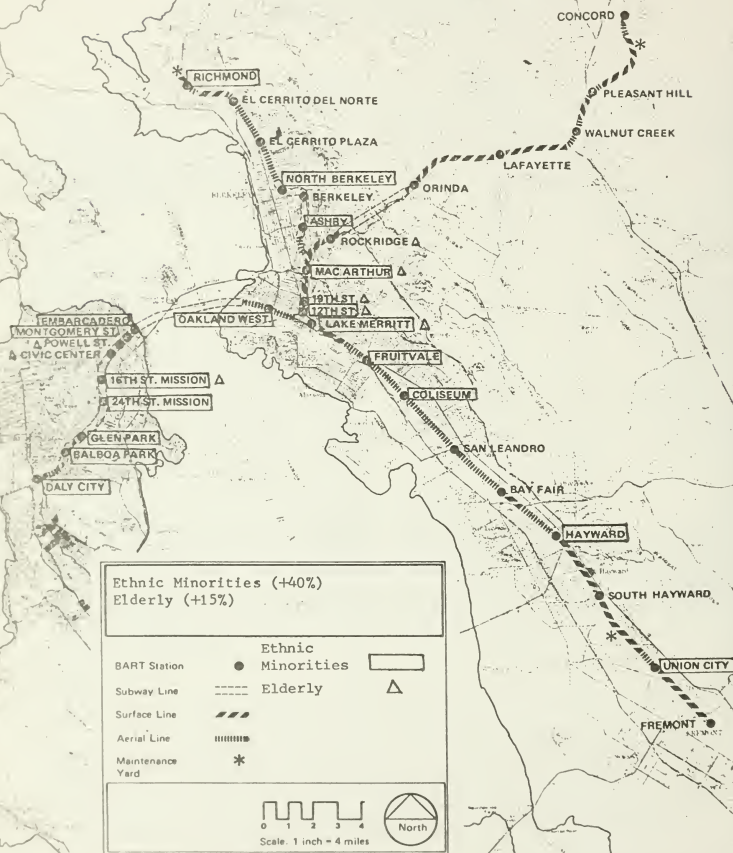 CONCORD
*
* RICHMOND
PLEASANT HILL
EL CERRITO DEL NORTE
WALNUT CREEK
EL CERRITO PLAZA
LAFAYETTE
NORTH BERKELEY
ORINDA
BERKELEY
BERKELEY
ASHBY
ROCKRIDGE △
MAC ARTHUR △
19TH ST. △
12TH ST. △
OAKLAND WEST
LAKE MERRITT △
EMBARCADERO
MONTGOMERY ST.
△ POWELL ST.
△ CIVIC CENTER
FRUITVALE
16TH ST. MISSION △
COLISEUM
24TH ST. MISSION
GLEN PARK
SAN LEANDRO
BALBOA PARK
DALY CITY
BAY FAIR
HAYWARD
Hayward
SOUTH HAYWARD
*
UNION CITY
FREMONT
FREMONT
Ethnic Minorities (+40%)
Elderly (+15%)
BART Station ● Ethnic Minorities
Subway Line Elderly △
Surface Line
Aerial Line
Maintenance Yard *
0 1 2 3 4
Scale. 1 inch = 4 miles
North